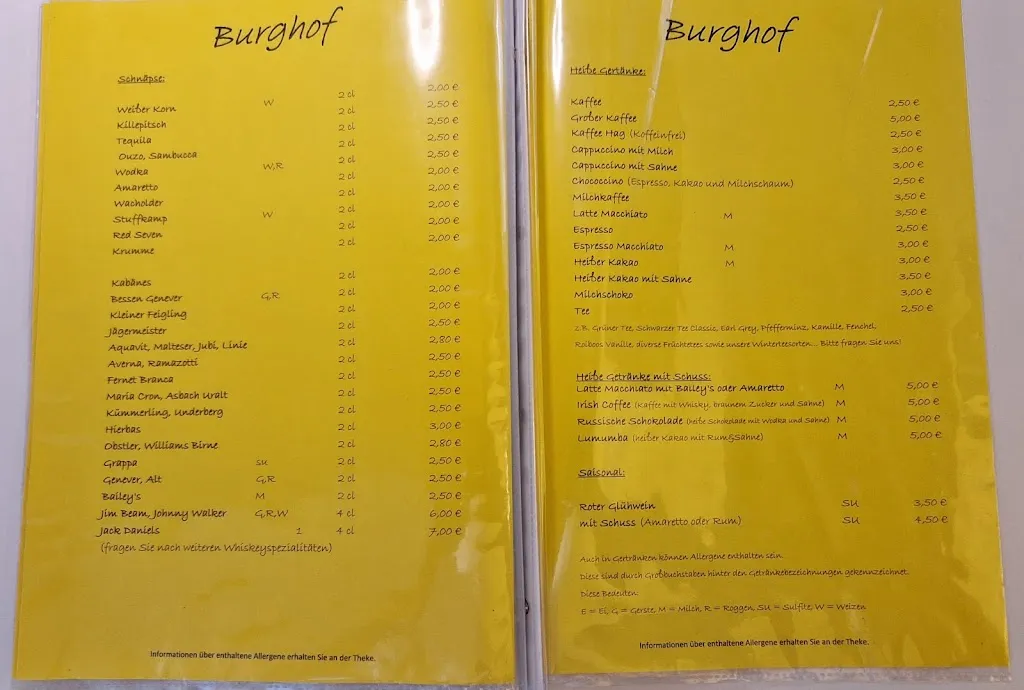 Burghof
Schnäpse:
Weißer Korn W 2 cl 2,00 €
Killepitsch 2 cl 2,50 €
Tequila 2 cl 2,50 €
Ouzo, Sambucca 2 cl 2,50 €
Wodka W,R 2 cl 2,50 €
Amaretto 2 cl 2,00 €
Wacholder 2 cl 2,00 €
Stuffkamp W 2 cl 2,00 €
Red Seven 2 cl 2,00 €
Krumme 2 cl 2,00 €
Kabänes 2 cl 2,00 €
Bessen Genever G,R 2 cl 2,00 €
Kleiner Feigling 2 cl 2,00 €
Jägermeister 2 cl 2,50 €
Aquavit, Malteser, Jubi, Linie 2 cl 2,80 €
Averna, Ramazotti 2 cl 2,50 €
Fernet Branca 2 cl 2,50 €
Maria Cron, Asbach Uralt 2 cl 2,50 €
Kümmerling, Underberg 2 cl 2,50 €
Hierbas 2 cl 3,00 €
Obstler, Williams Birne 2 cl 2,80 €
Grappa su 2 cl 2,50 €
Genever, Alt G,R 2 cl 2,50 €
Bailey's M 2 cl 2,50 €
Jim Beam, Johnny Walker G,R,W 4 cl 6,00 €
Jack Daniels 1 4 cl 7,00 €
(fragen Sie nach weiteren Whiskeyspezialitäten)
Informationen über enthaltene Allergene erhalten Sie an der Theke.
Burghof
Heiße Gertänke:
Kaffee 2,50 €
Großer Kaffee 5,00 €
Kaffee Hag (Koffeinfrei) 2,50 €
Cappuccino mit Milch 3,00 €
Cappuccino mit Sahne 3,00 €
Chococcino (Espresso, Kakao und Milchschaum) 2,50 €
Milchkaffee 3,50 €
Latte Macchiato M 3,50 €
Espresso 2,50 €
Espresso Macchiato M 3,00 €
Heißer Kakao M 3,00 €
Heißer Kakao mit Sahne 3,50 €
Milchschoko 3,00 €
Tee 2,50 €
z.B. Grüner Tee, Schwarzer Tee Classic, Earl Grey, Pfefferminz, Kamille, Fenchel,
Roiboos Vanille, diverse Früchtetees sowie unsere Winterteesorten... Bitte fragen Sie uns!
Heiße Getränke mit Schuss:
Latte Macchiato mit Bailey's oder Amaretto M 5,00 €
Irish Coffee (Kaffee mit Whisky, braunem Zucker und Sahne) M 5,00 €
Russische Schokolade (heiße Schokolade mit Wodka und Sahne) M 5,00 €
Lumumba (heißer Kakao mit Rum&Sahne) M 5,00 €
Saisonal:
Roter Glühwein SU 3,50 €
mit Schuss (Amaretto oder Rum) SU 4,50 €
Auch in Gertränken können Allergene enthalten sein.
Diese sind durch Großbuchstaben hinter den Getränkebezeichnungen gekennzeichnet.
Diese Bedeuten:
E = Ei, G = Gerste, M = Milch, R = Roggen, SU = Sulfite, W = Weizen
Informationen über enthaltene Allergene erhalten Sie an der Theke.